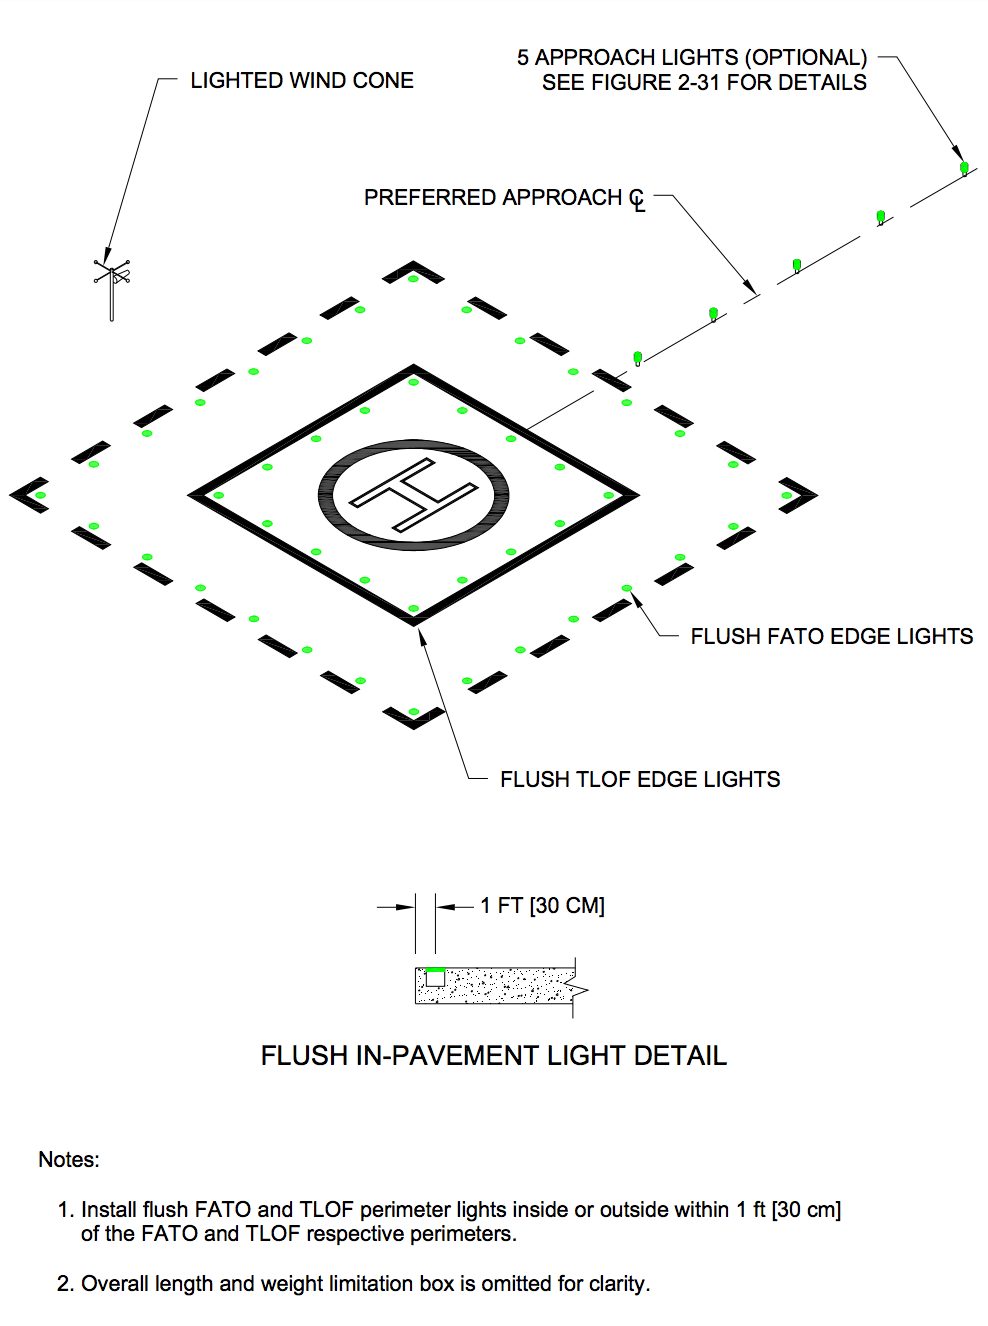 5 APPROACH LIGHTS (OPTIONAL)
SEE FIGURE 2-31 FOR DETAILS
LIGHTED WIND CONE
PREFERRED APPROACH ℄
H
FLUSH FATO EDGE LIGHTS
FLUSH TLOF EDGE LIGHTS
1 FT [30 CM]
FLUSH IN-PAVEMENT LIGHT DETAIL
Notes:
1. Install flush FATO and TLOF perimeter lights inside or outside within 1 ft [30 cm]
of the FATO and TLOF respective perimeters.
2. Overall length and weight limitation box is omitted for clarity.